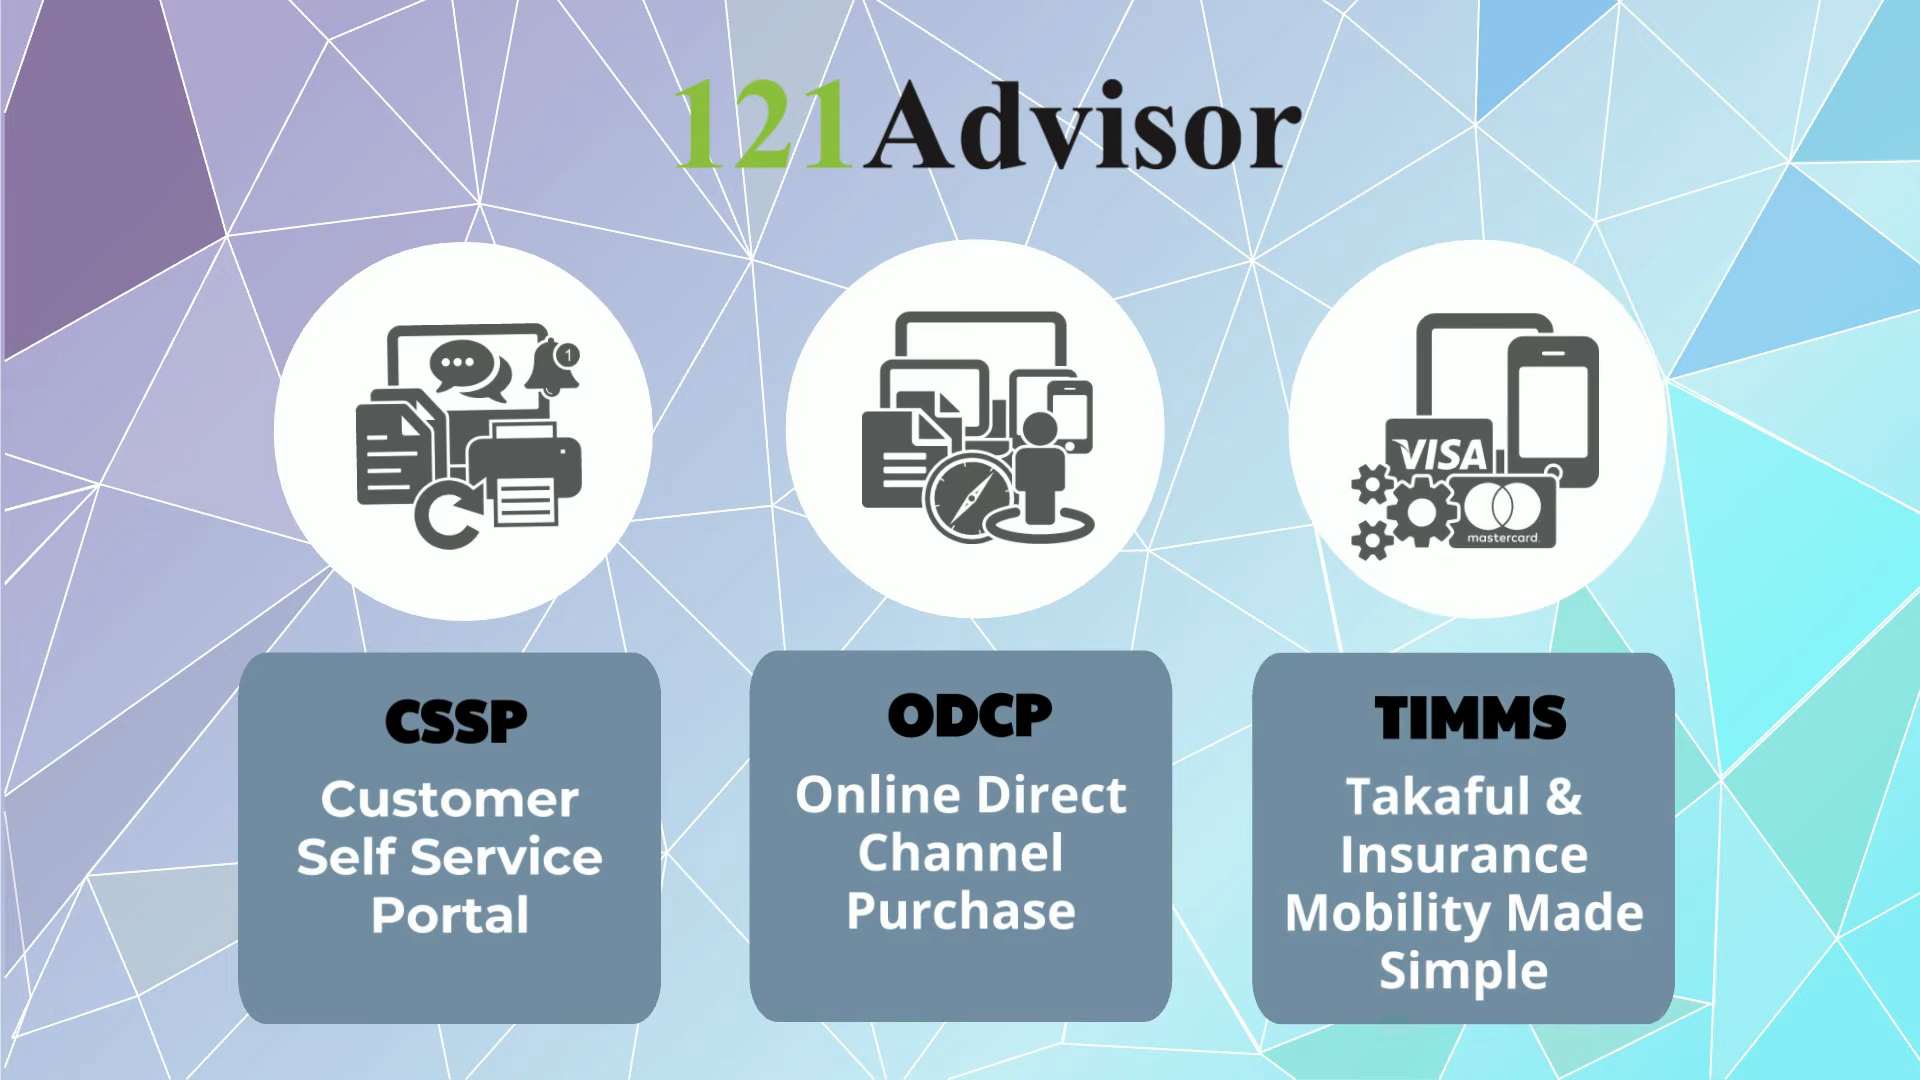 121Advisor
1
VISA
mastercard.
CSSP
Customer
Self Service
Portal
ODCP
Online Direct
Channel
Purchase
TIMMS
Takaful &
Insurance
Mobility Made
Simple